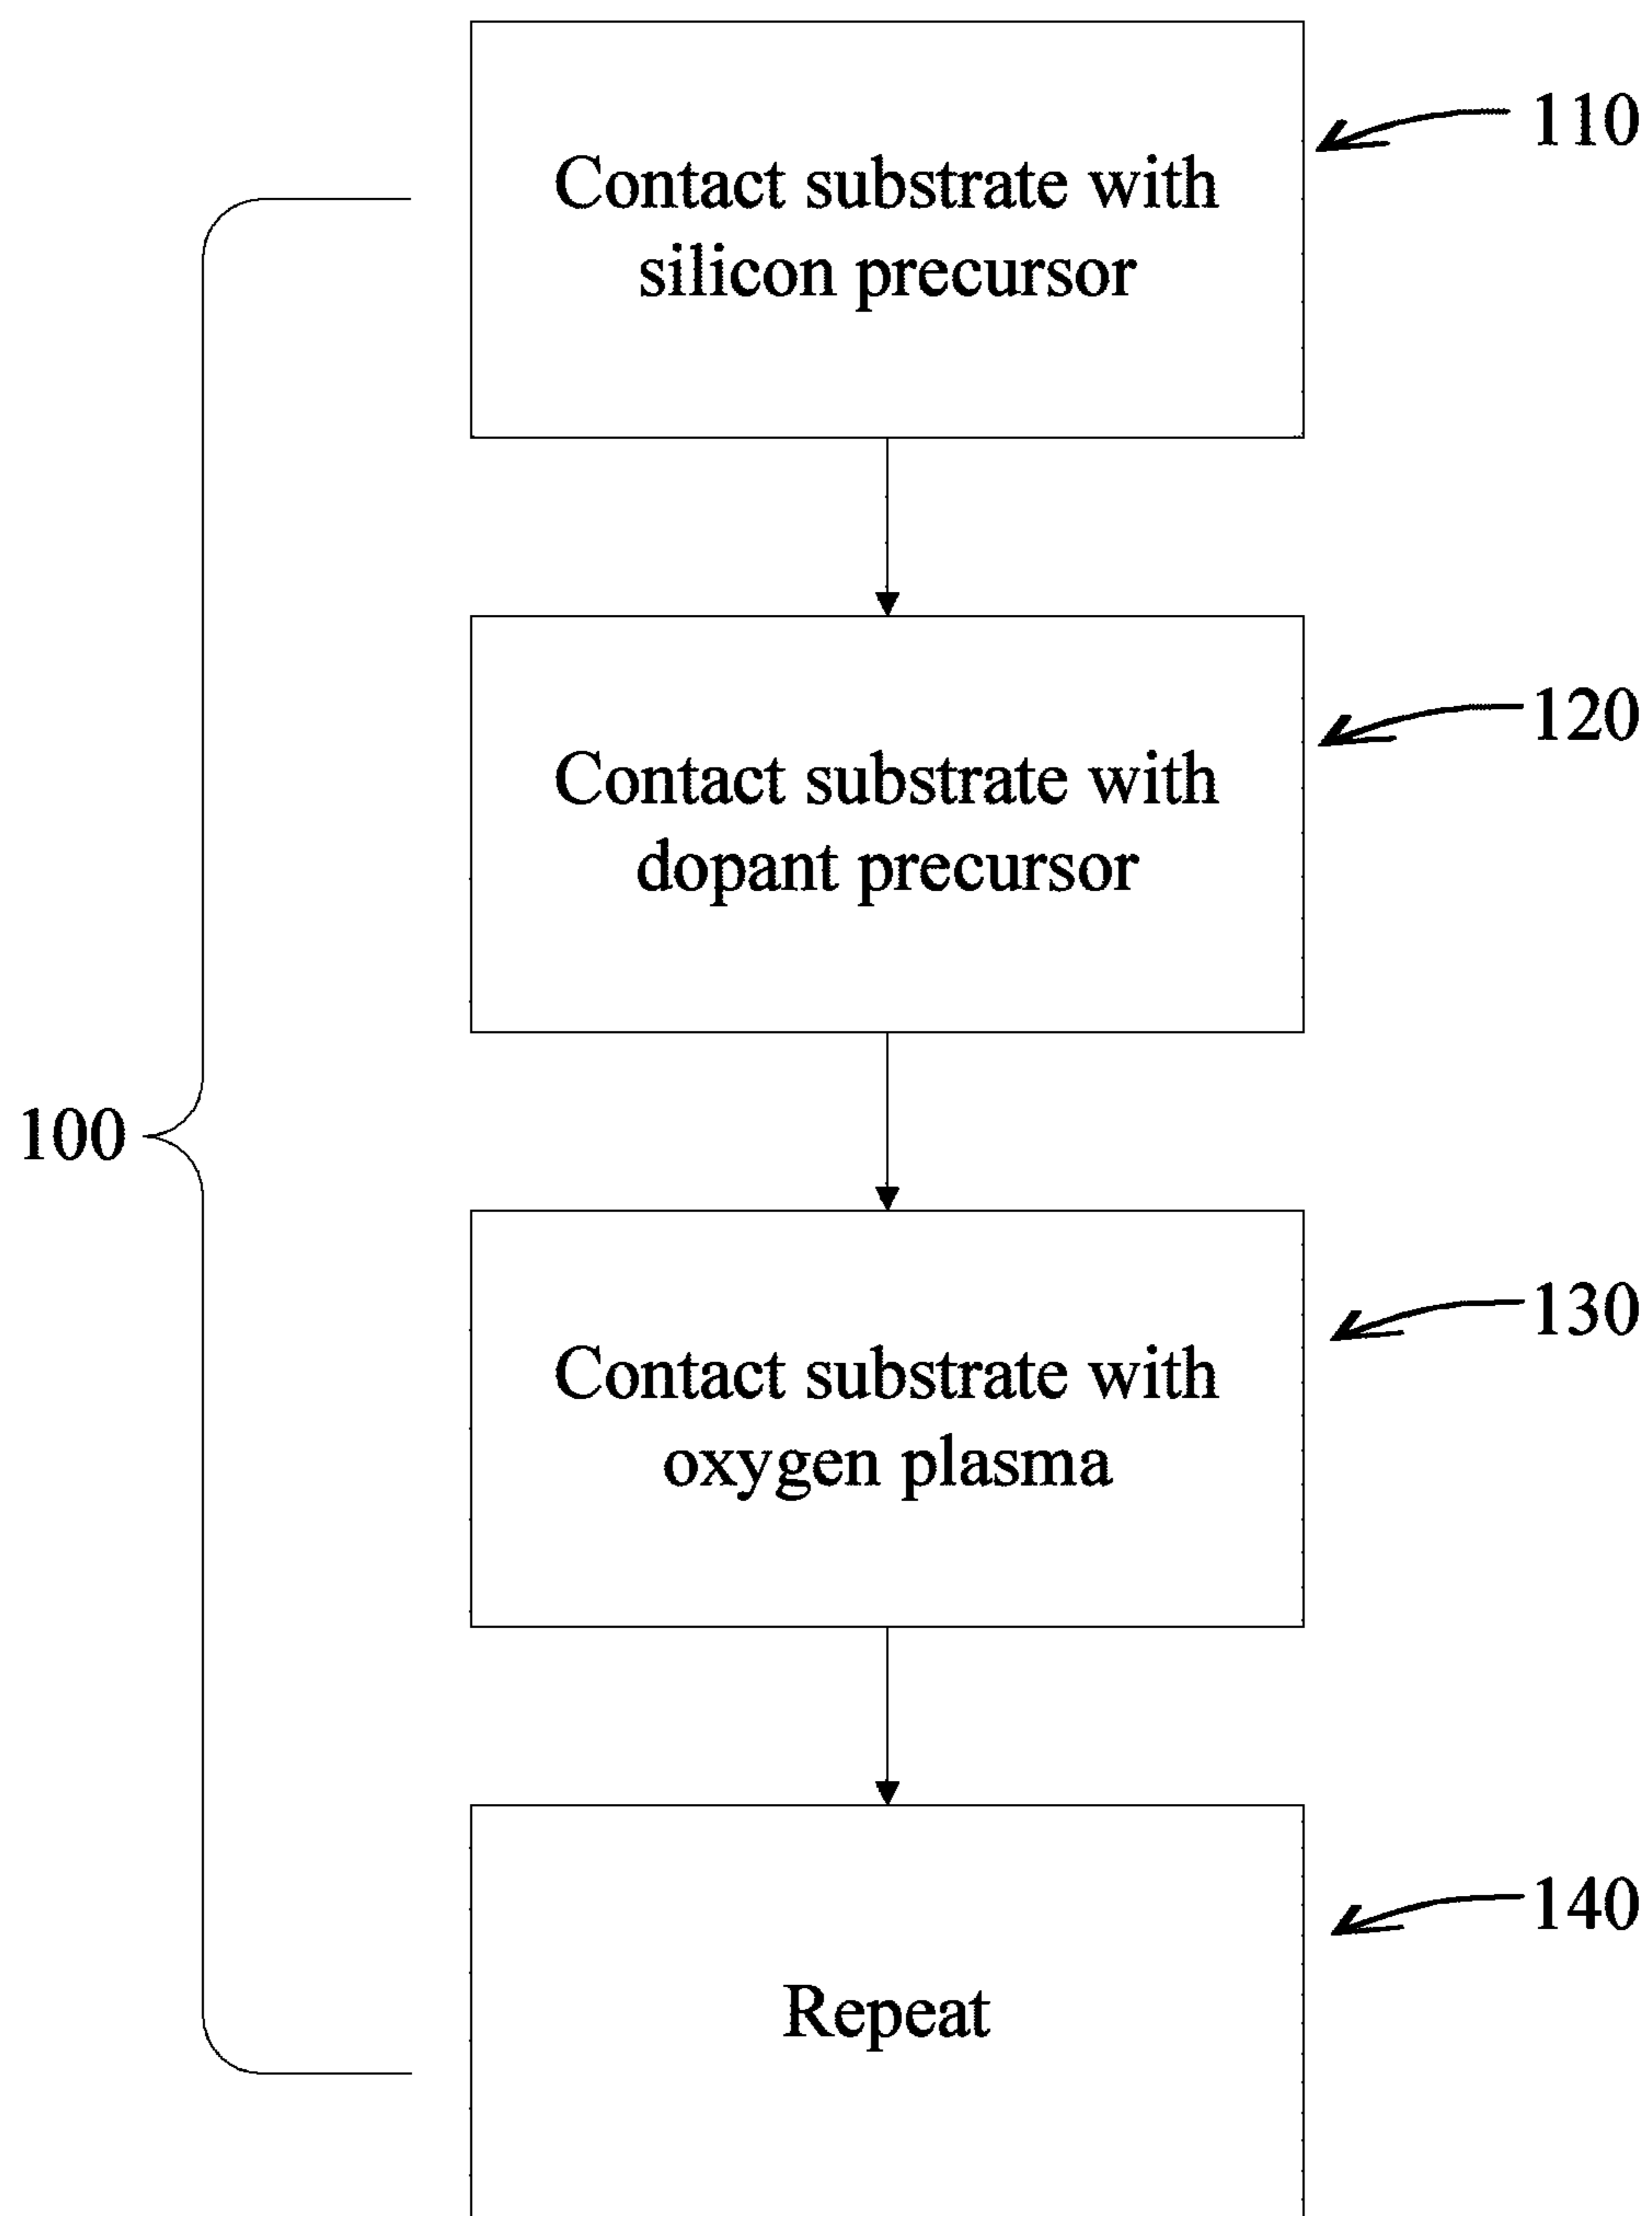 110
Contact substrate with
silicon precursor
120
Contact substrate with
dopant precursor
100
130
Contact substrate with
oxygen plasma
140
Repeat